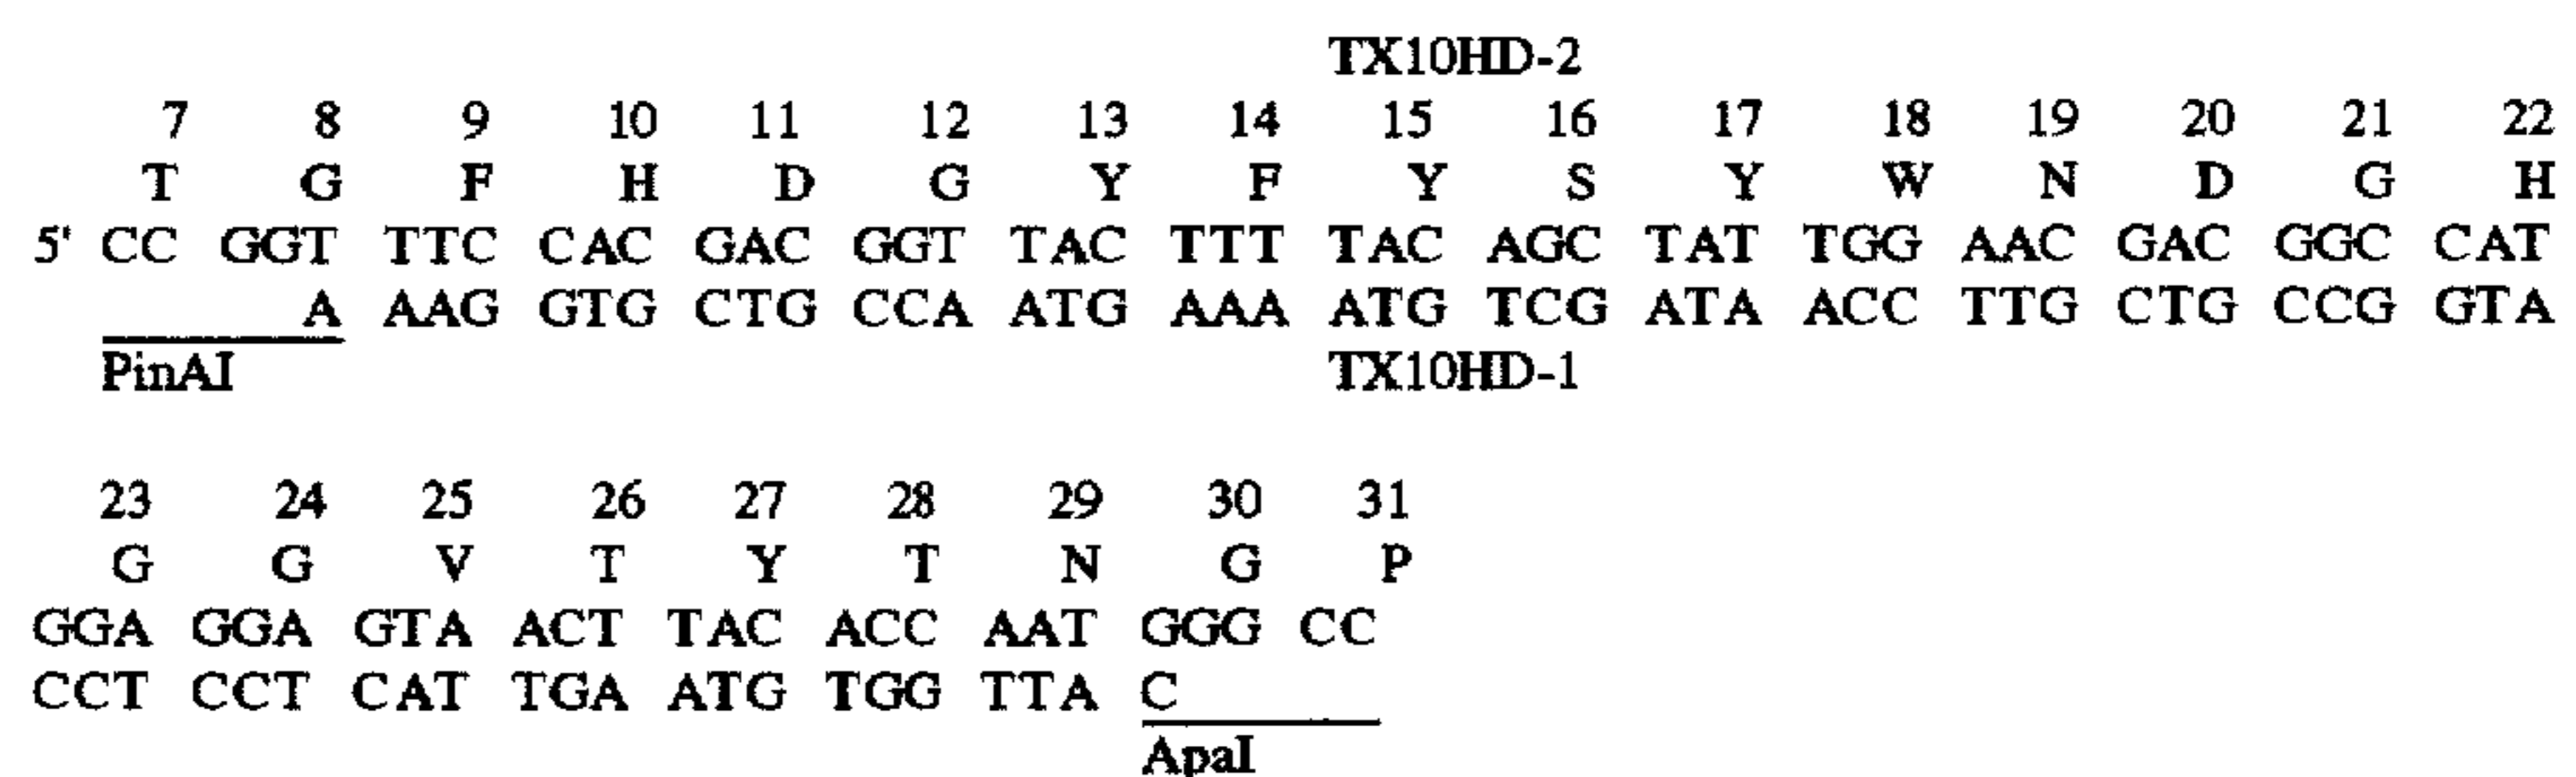 TX10HD-2
7 8 9 10 11 12 13 14 15 16 17 18 19 20 21 22
T G F H D G Y F Y S Y W N D G H
5' CC GGT TTC CAC GAC GGT TAC TTT TAC AGC TAT TGG AAC GAC GGC CAT
A AAG GTG CTG CCA ATG AAA ATG TCG ATA ACC TTG CTG CCG GTA
PinAI TX10HD-1
23 24 25 26 27 28 29 30 31
G G V T Y T N G P
GGA GGA GTA ACT TAC ACC AAT GGG CC
CCT CCT CAT TGA ATG TGG TTA C
ApaI